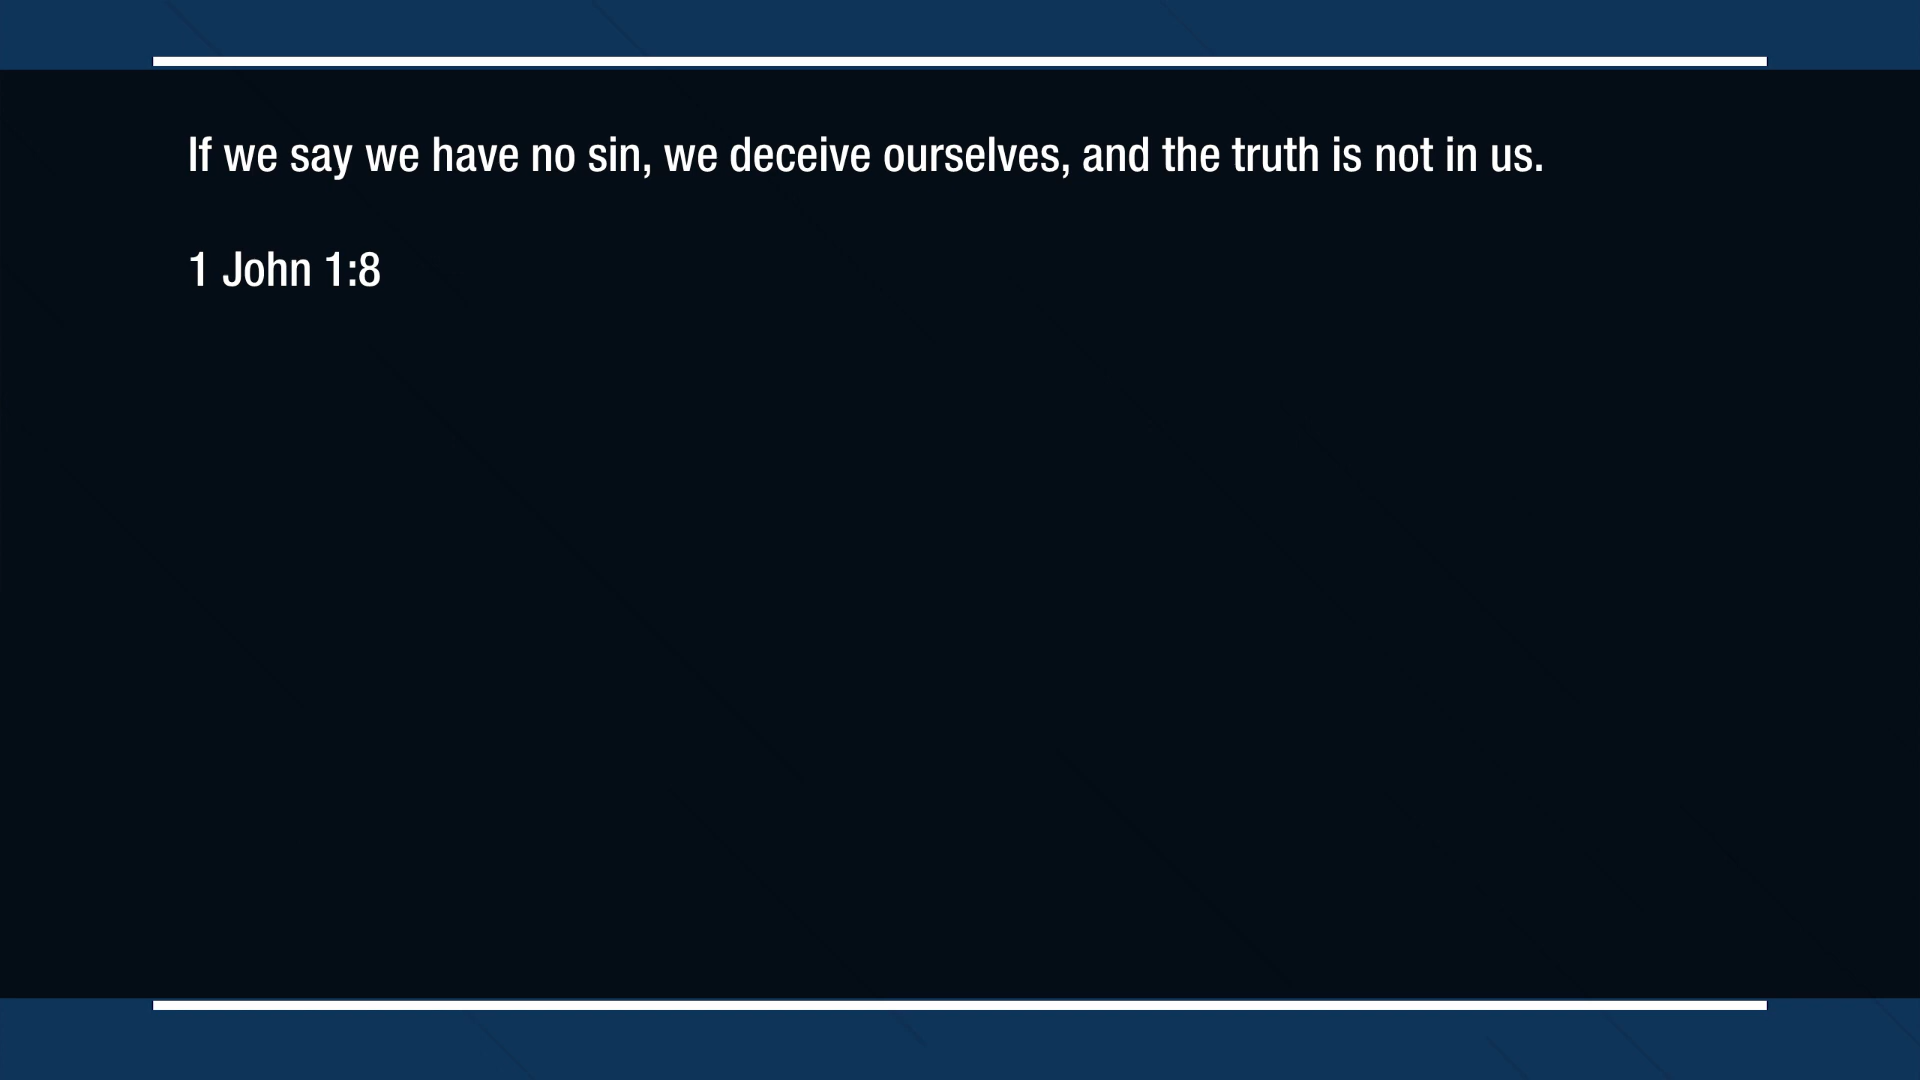 If we say we have no sin, we deceive ourselves, and the truth is not in us.
1 John 1:8